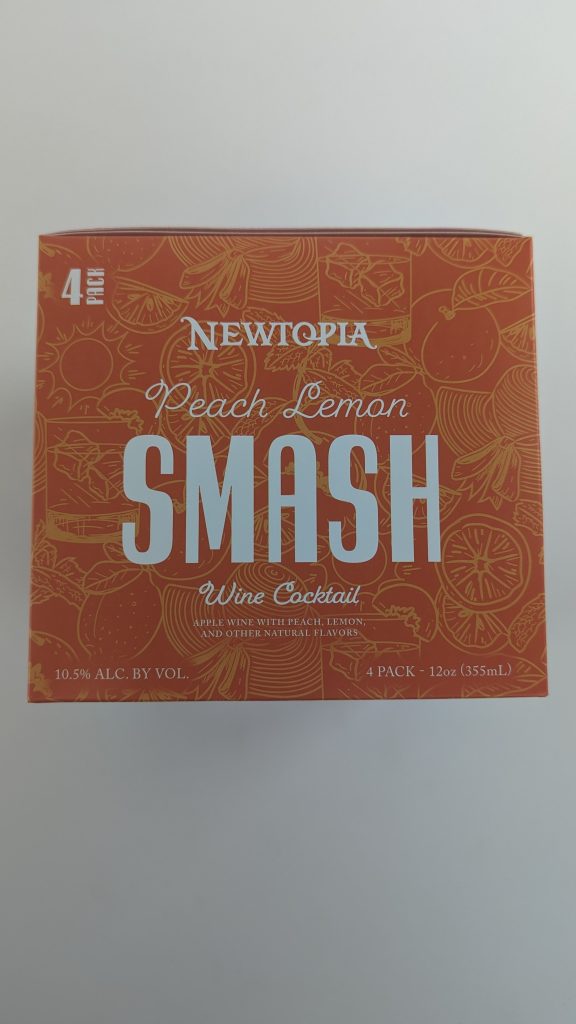 4 PACK
NEWTOPIA
Peach Lemon
SMASH
Wine Cocktail
APPLE WINE WITH PEACH, LEMON,
AND OTHER NATURAL FLAVORS
10.5% ALC. BY VOL.
4 PACK - 12oz (355mL)